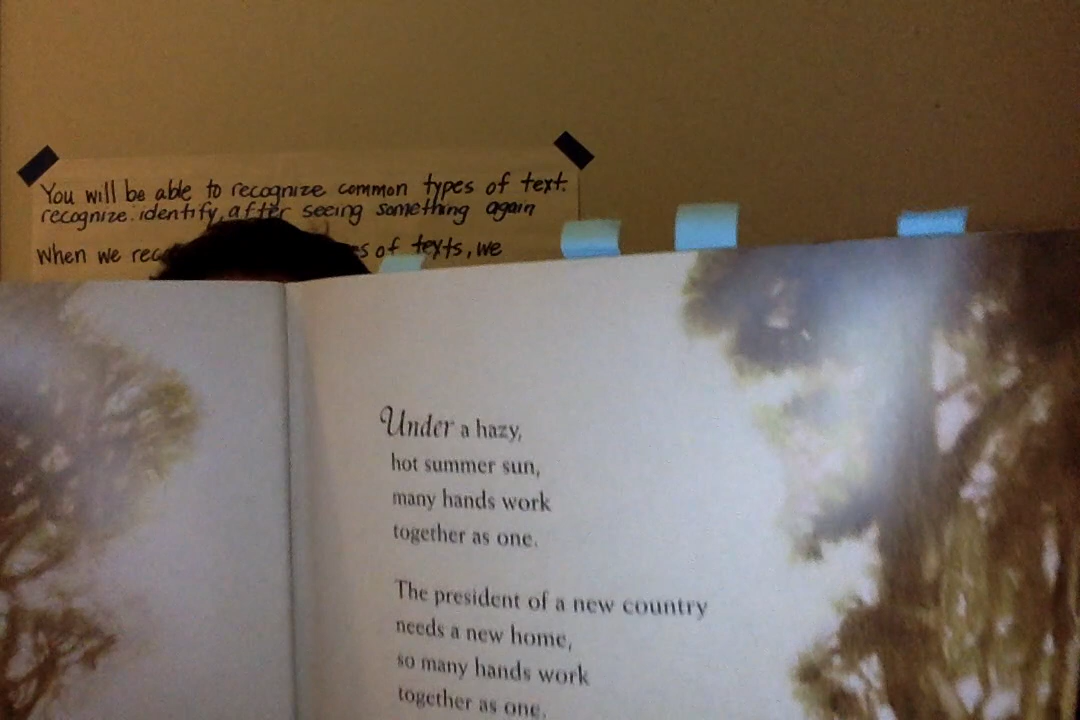 You will be able to recognize common types of text.
recognize: identify, after seeing something again
When we rec
es of texts, we
Under a hazy,
hot summer sun,
many hands work
together as one.
The president of a new country
needs a new home,
so many hands work
together as one.